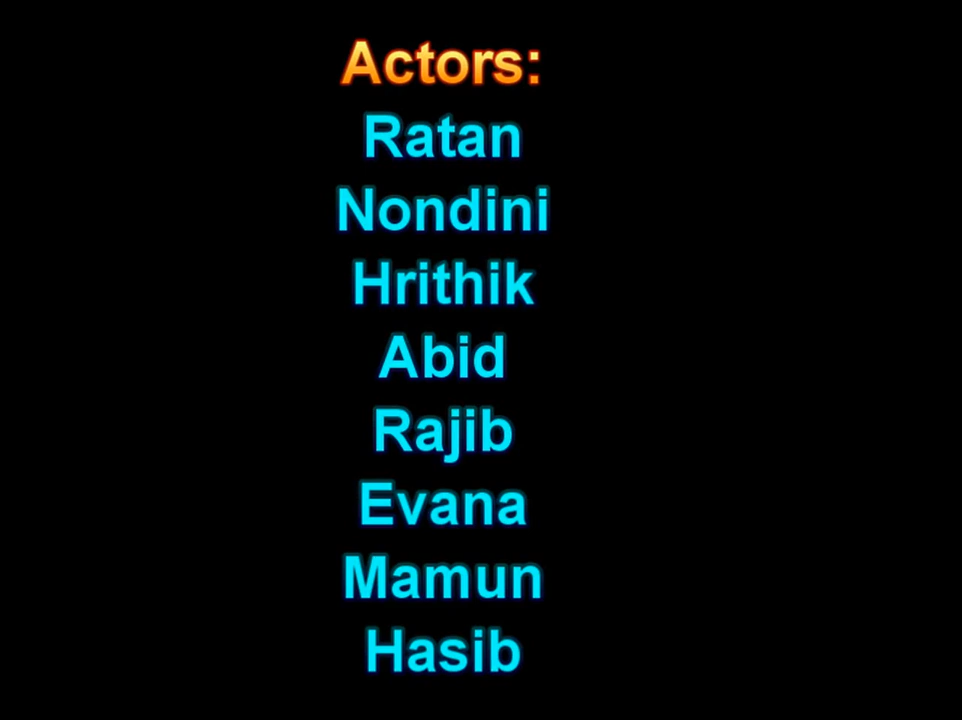 Actors:
Ratan
Nondini
Hrithik
Abid
Rajib
Evana
Mamun
Hasib